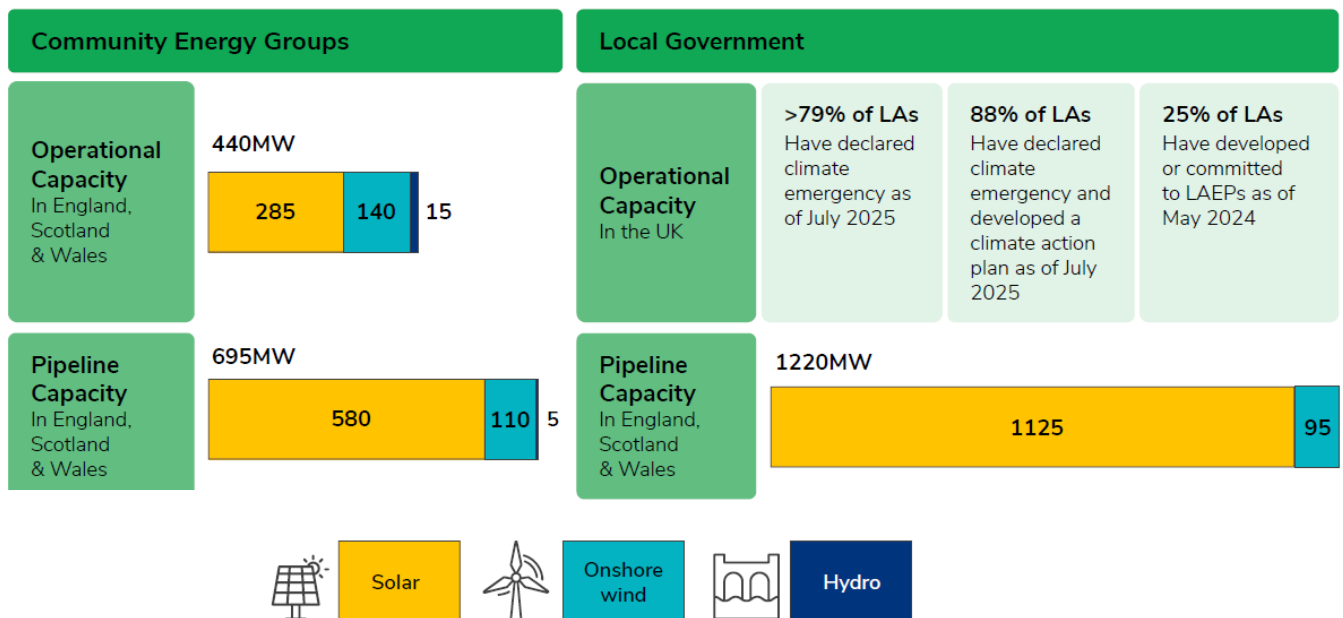 Community Energy Groups
Local Government
Operational
Capacity
In England,
Scotland
& Wales
440MW
285
140
15
Operational
Capacity
In the UK
>79% of LAs
Have declared
climate
emergency as
of July 2025
88% of LAs
Have declared
climate
emergency and
developed a
climate action
plan as of July
2025
25% of LAs
Have developed
or committed
to LAEPs as of
May 2024
Pipeline
Capacity
In England,
Scotland
& Wales
695MW
580
110
5
Pipeline
Capacity
In England,
Scotland
& Wales
1220MW
1125
95
Solar
Onshore
wind
Hydro